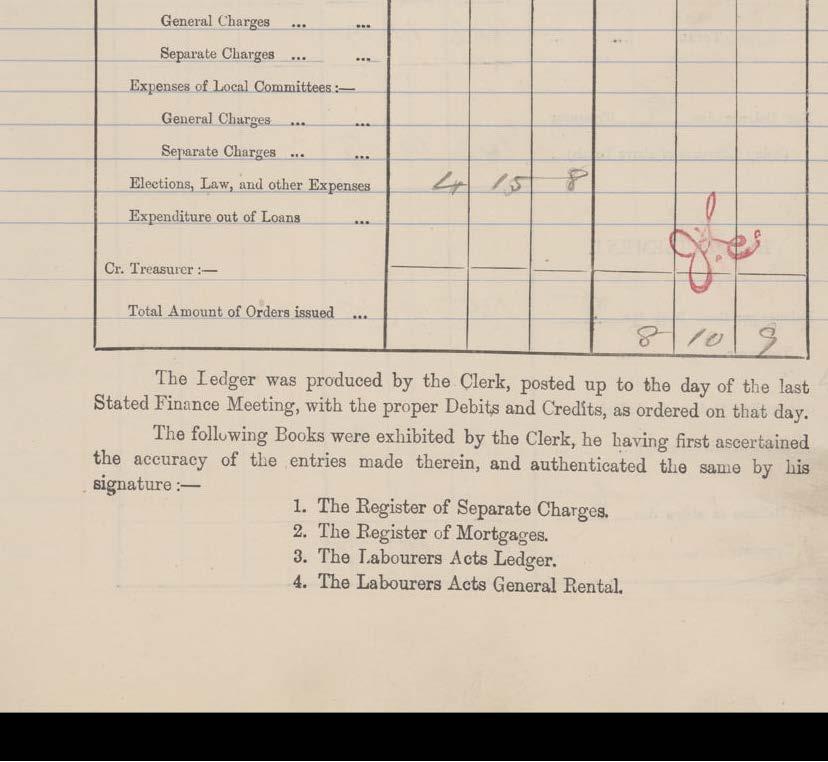 General Charges ... ...
Separate Charges ... ...
Expenses of Local Committees :—
General Charges ... ...
Separate Charges ... ...
Elections, Law, and other Expenses 4 15 8
Expenditure out of Loans ...
Cr. Treasurer :—
Total Amount of Orders issued ... 8 10 9
The Ledger was produced by the Clerk, posted up to the day of the last
Stated Finance Meeting, with the proper Debits and Credits, as ordered on that day.
The following Books were exhibited by the Clerk, he having first ascertained
the accuracy of the entries made therein, and authenticated the same by his
signature :—
1. The Register of Separate Charges.
2. The Register of Mortgages.
3. The Labourers Acts Ledger.
4. The Labourers Acts General Rental.